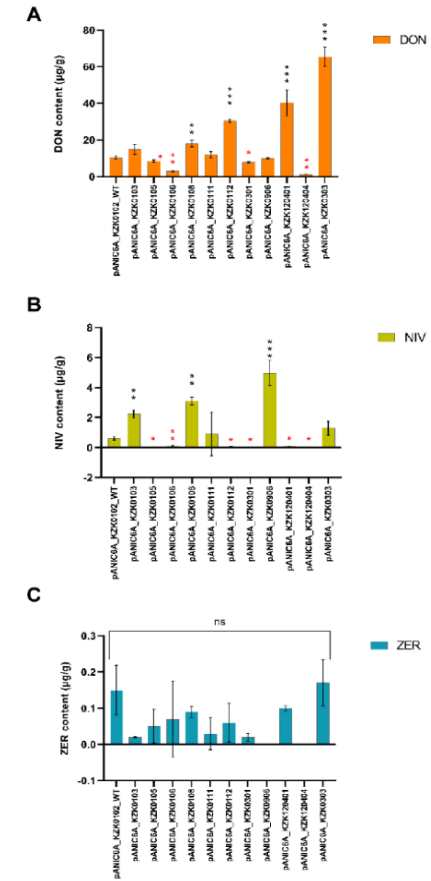 A
80
60
40
20
0
DON content (µg/g)
*
**
**
***
*
***
**
***
DON
pANIC6A_KZK0102_WT
pANIC6A_KZK0103
pANIC6A_KZK0105
pANIC6A_KZK0106
pANIC6A_KZK0108
pANIC6A_KZK0111
pANIC6A_KZK0112
pANIC6A_KZK0301
pANIC6A_KZK0906
pANIC6A_KZK120401
pANIC6A_KZK120404
pANIC6A_KZK0303
B
8
6
4
2
0
-2
NIV content (µg/g)
**
*
**
**
*
*
***
*
*
NIV
pANIC6A_KZK0102_WT
pANIC6A_KZK0103
pANIC6A_KZK0105
pANIC6A_KZK0106
pANIC6A_KZK0108
pANIC6A_KZK0111
pANIC6A_KZK0112
pANIC6A_KZK0301
pANIC6A_KZK0906
pANIC6A_KZK120401
pANIC6A_KZK120404
pANIC6A_KZK0303
C
ns
0.3
0.2
0.1
0.0
-0.1
ZER content (µg/g)
ZER
pANIC6A_KZK0102_WT
pANIC6A_KZK0103
pANIC6A_KZK0105
pANIC6A_KZK0106
pANIC6A_KZK0108
pANIC6A_KZK0111
pANIC6A_KZK0112
pANIC6A_KZK0301
pANIC6A_KZK0906
pANIC6A_KZK120401
pANIC6A_KZK120404
pANIC6A_KZK0303